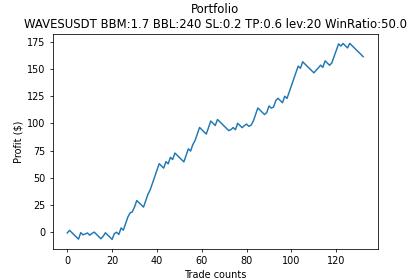 Portfolio
WAVESUSDT BBM:1.7 BBL:240 SL:0.2 TP:0.6 lev:20 WinRatio:50.0
175
150
125
100
75
50
25
0
Profit ($)
0 20 40 60 80 100 120
Trade counts